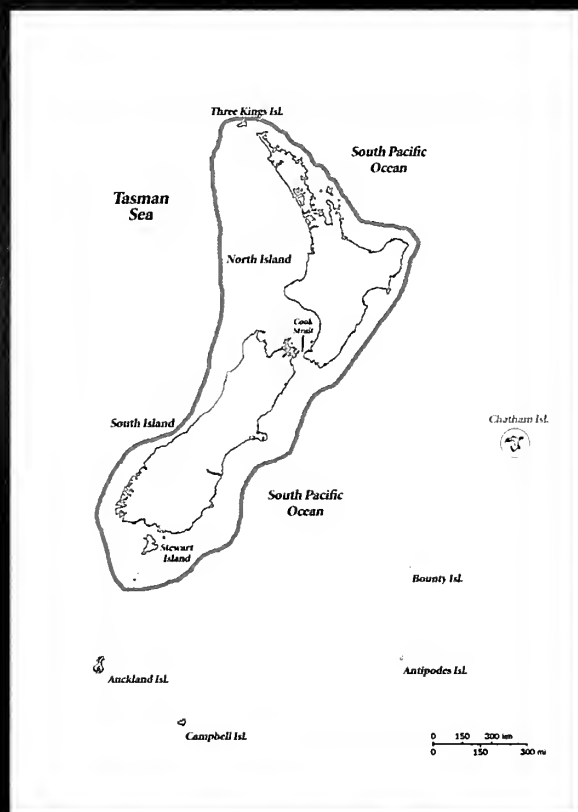 Three Kings Isl.
South Pacific
Ocean
Tasman
Sea
North Island
Cook
Strait
South Island
Chatham Isl.
South Pacific
Ocean
Stewart
Island
Bounty Isl.
Auckland Isl.
Antipodes Isl.
Campbell Isl.
0 150 300 km
0 150 300 mi